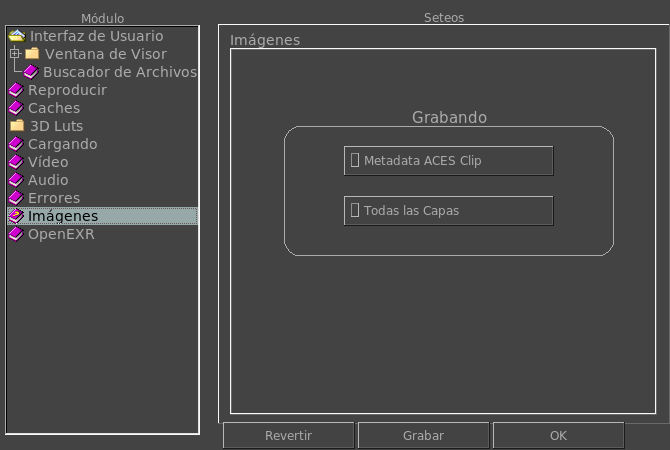 Módulo
Interfaz de Usuario
Ventana de Visor
Buscador de Archivos
Reproducir
Caches
3D Luts
Cargando
Vídeo
Audio
Errores
Imágenes
OpenEXR
Seteos
Imágenes
Grabando
Metadata ACES Clip
Todas las Capas
Revertir
Grabar
OK